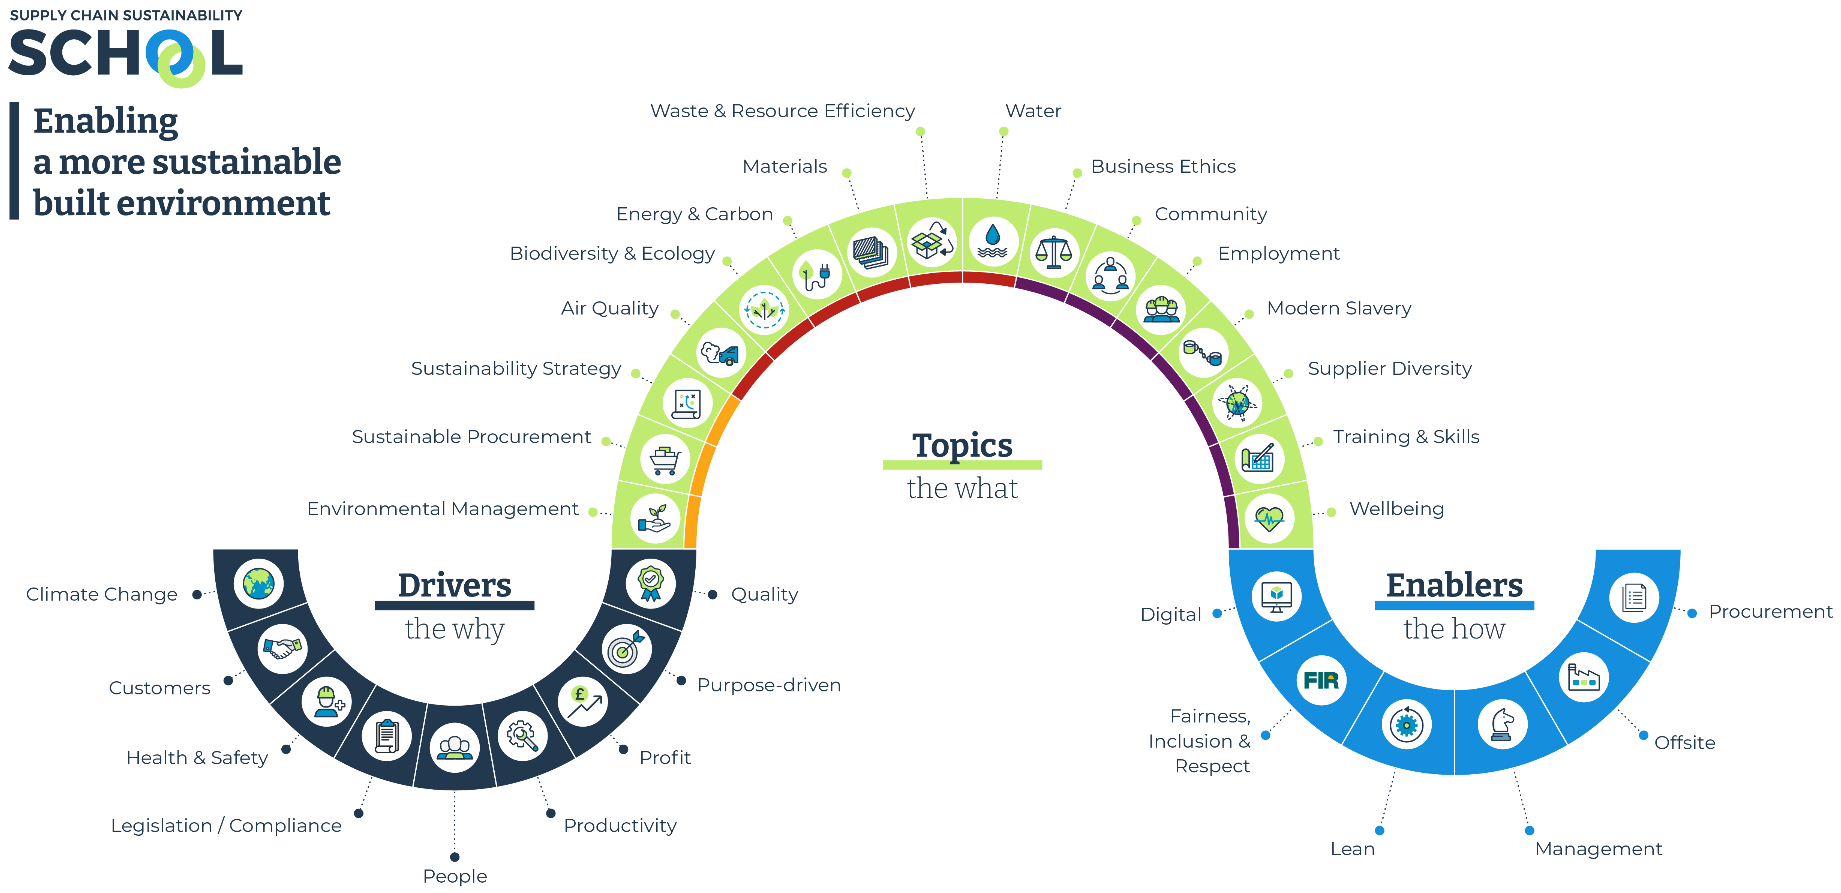 SUPPLY CHAIN SUSTAINABILITY
SCHOOL
Enabling
a more sustainable
built environment
Waste & Resource Efficiency
Water
Materials
Business Ethics
Energy & Carbon
Community
Biodiversity & Ecology
Employment
Air Quality
Modern Slavery
Sustainability Strategy
Supplier Diversity
Sustainable Procurement
Training & Skills
Environmental Management
Wellbeing
Topics
the what
Drivers
the why
Climate Change
Customers
Health & Safety
Legislation / Compliance
People
Productivity
£
Profit
Purpose-driven
Quality
Enablers
the how
Digital
FIR
Fairness,
Inclusion &
Respect
Lean
Management
Offsite
Procurement